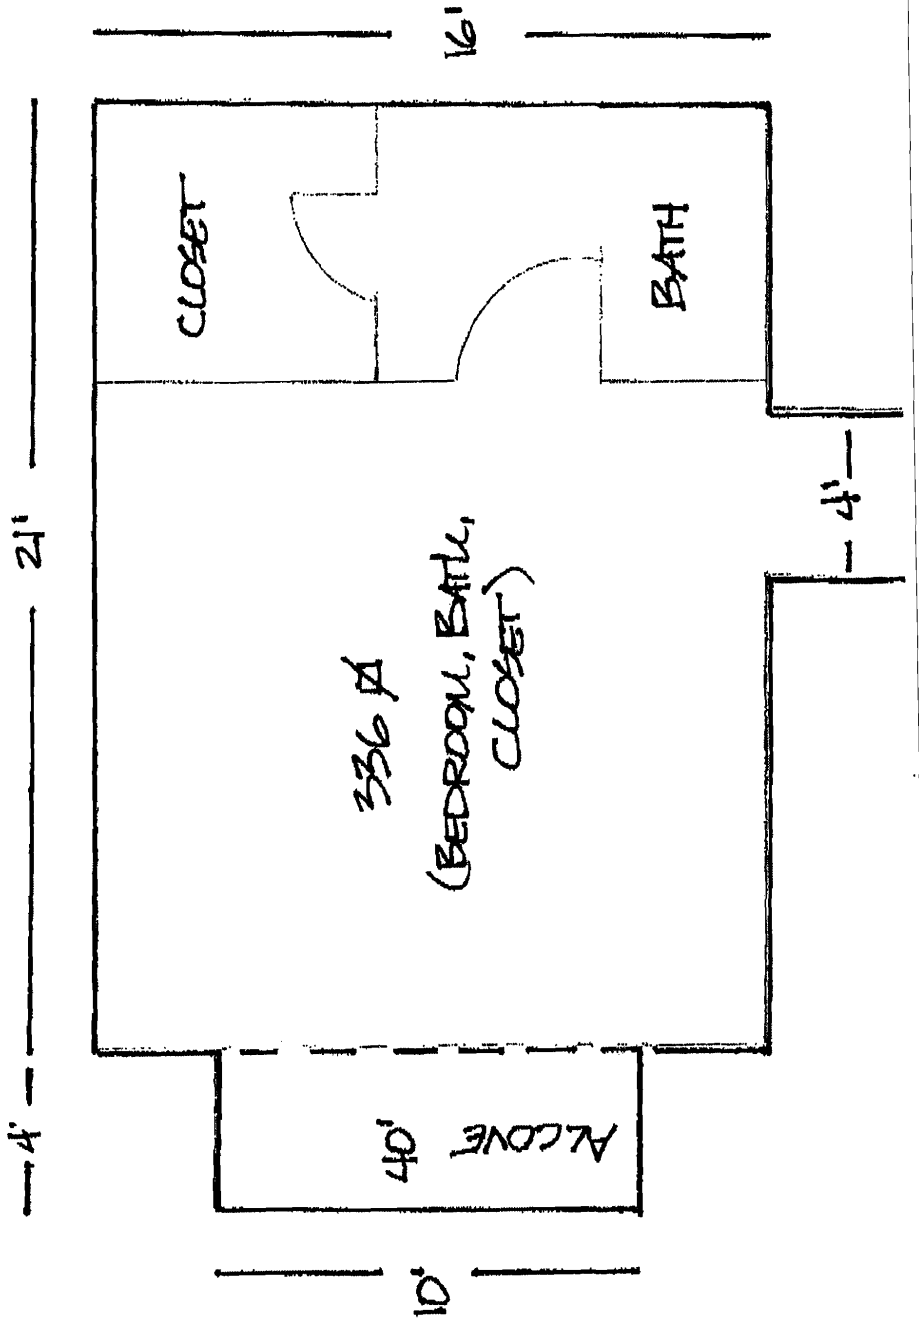 4'
21'
16'
CLOSET
BATH
336 ⍁
(BEDROOM, BATH,
CLOSET)
40'
ALCOVE
10'
4'